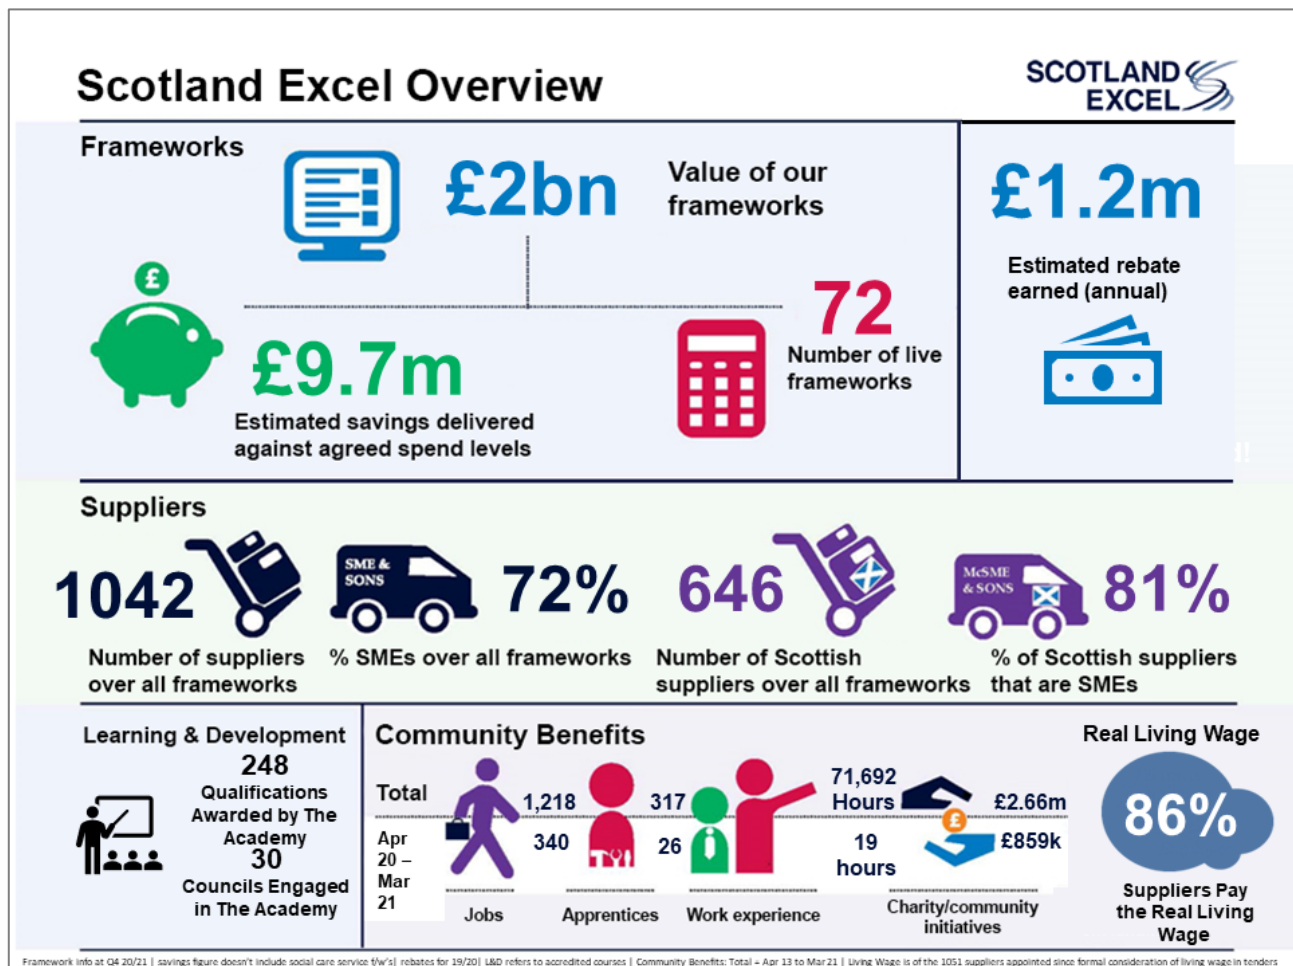 Scotland Excel Overview
SCOTLAND
EXCEL
Frameworks
£2bn
Value of our
frameworks
£1.2m
Estimated rebate
earned (annual)
£
£9.7m
Estimated savings delivered
against agreed spend levels
72
Number of live
frameworks
d!
Suppliers
1042
Number of suppliers
over all frameworks
SME &
SONS
72%
% SMEs over all frameworks
646
Number of Scottish
suppliers over all frameworks
McSME
& SONS
81%
% of Scottish suppliers
that are SMEs
Learning & Development
248
Qualifications
Awarded by The
Academy
30
Councils Engaged
in The Academy
Community Benefits
Total
1,218
317
71,692
Hours
£2.66m
£
Apr
20 –
Mar
21
340
26
19
hours
£859k
Jobs
Apprentices
Work experience
Charity/community
initiatives
Real Living Wage
86%
Suppliers Pay
the Real Living
Wage
Framework info at Q4 20/21 | savings figure doesn't include social care service f/w's| rebates for 19/20| L&D refers to accredited courses | Community Benefits: Total – Apr 13 to Mar 21 | Living Wage is of the 1051 suppliers appointed since formal consideration of living wage in tenders